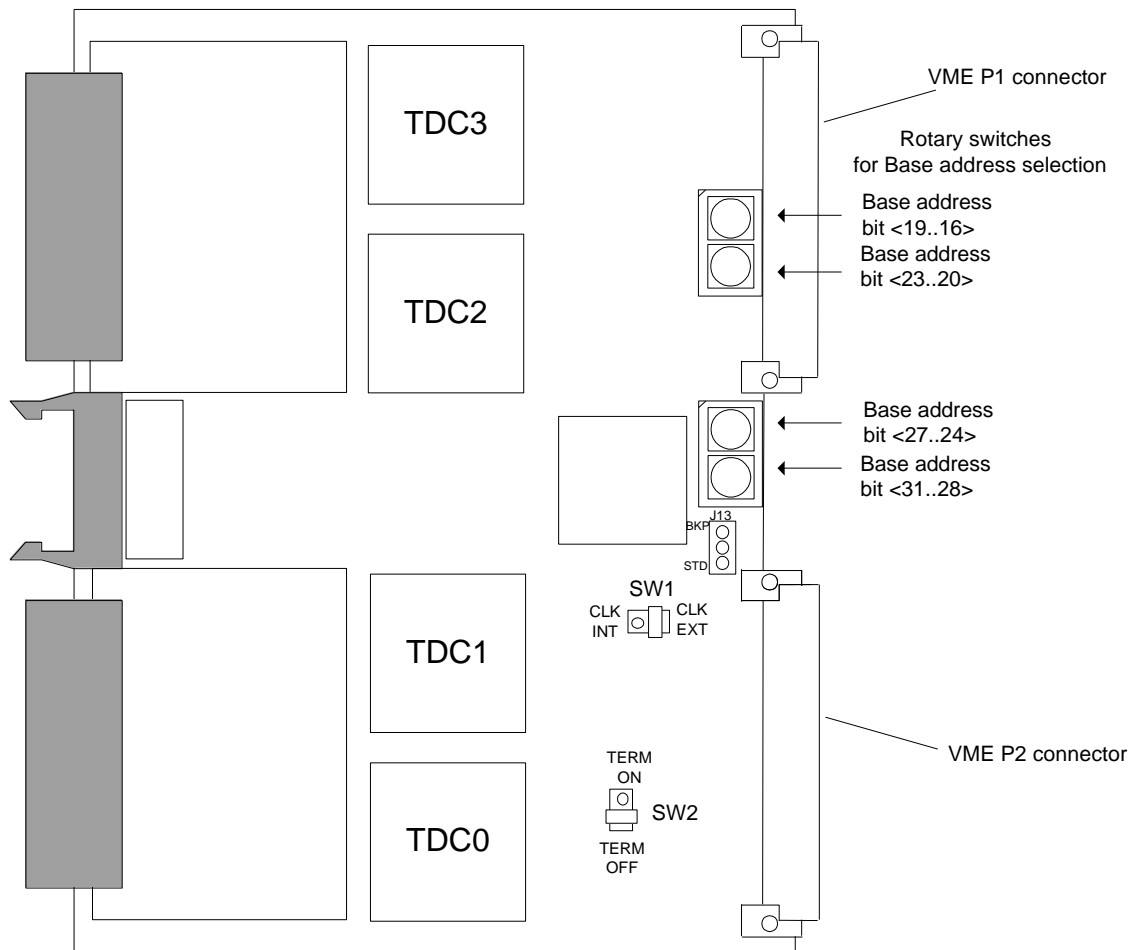 TDC3
VME P1 connector
Rotary switches
for Base address selection
Base address
bit <19..16>
Base address
bit <23..20>
TDC2
Base address
bit <27..24>
Base address
bit <31..28>
J13
BKP
STD
SW1
CLK
INT
CLK
EXT
TDC1
VME P2 connector
TERM
ON
SW2
TERM
OFF
TDC0